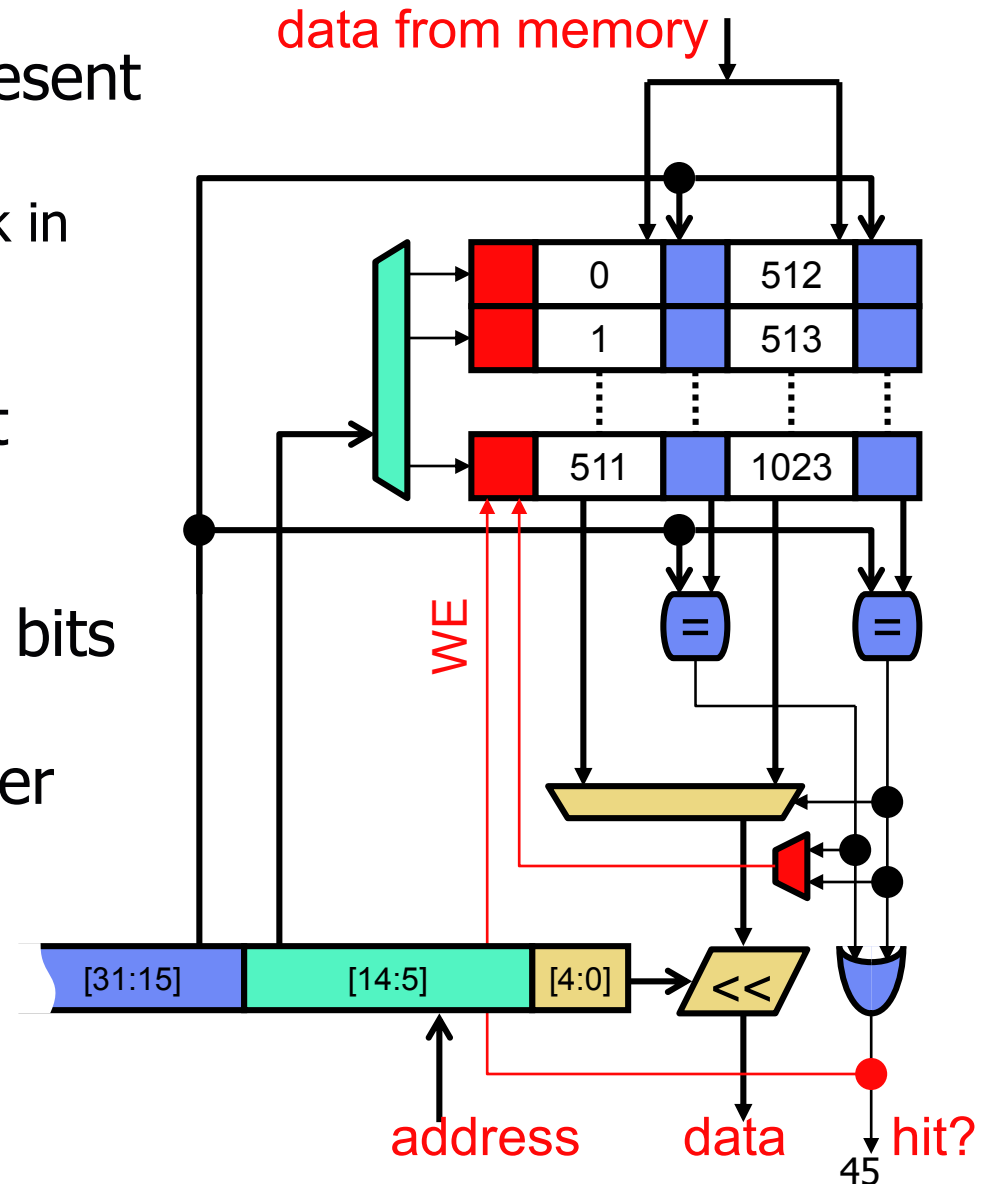 data from memory
esent
k in
t
bits
er
0 512
1 513
511 1023
WE
= =
[31:15] [14:5] [4:0] <<
address data hit?
45